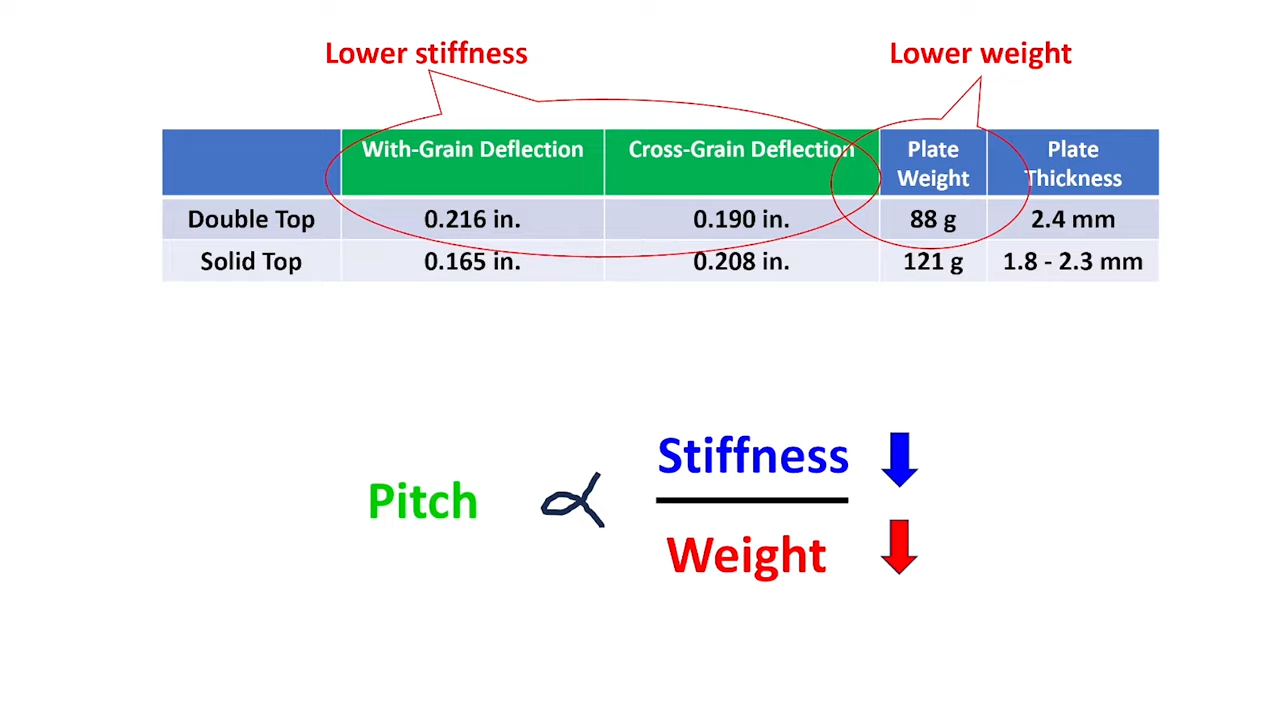 Lower stiffness
Lower weight
With-Grain Deflection Cross-Grain Deflection Plate Weight Plate Thickness
Double Top 0.216 in. 0.190 in. 88 g 2.4 mm
Solid Top 0.165 in. 0.208 in. 121 g 1.8 - 2.3 mm
Stiffness
Pitch α
Weight